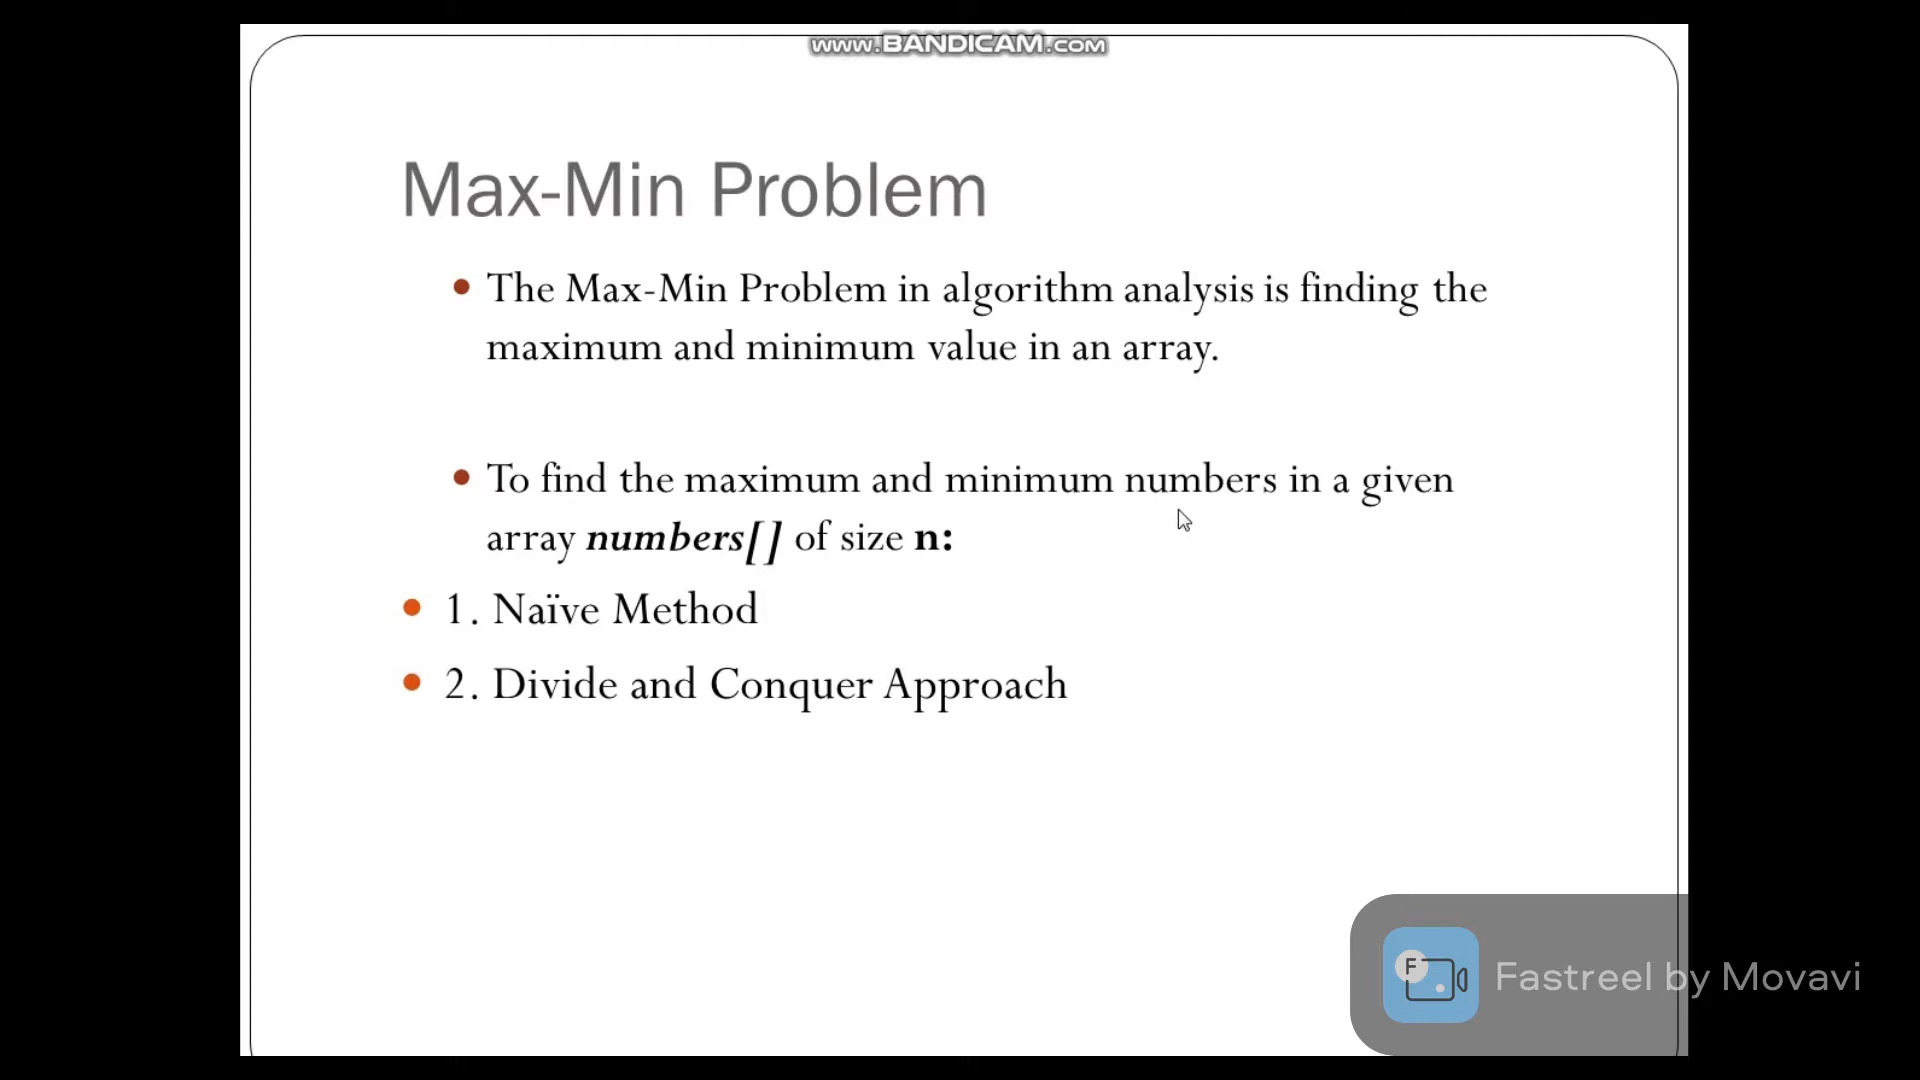 www.BANDICAM.com
Max-Min Problem
• The Max-Min Problem in algorithm analysis is finding the
maximum and minimum value in an array.
• To find the maximum and minimum numbers in a given
array numbers[] of size n:
• 1. Naïve Method
• 2. Divide and Conquer Approach
F
Fastreel by Movavi